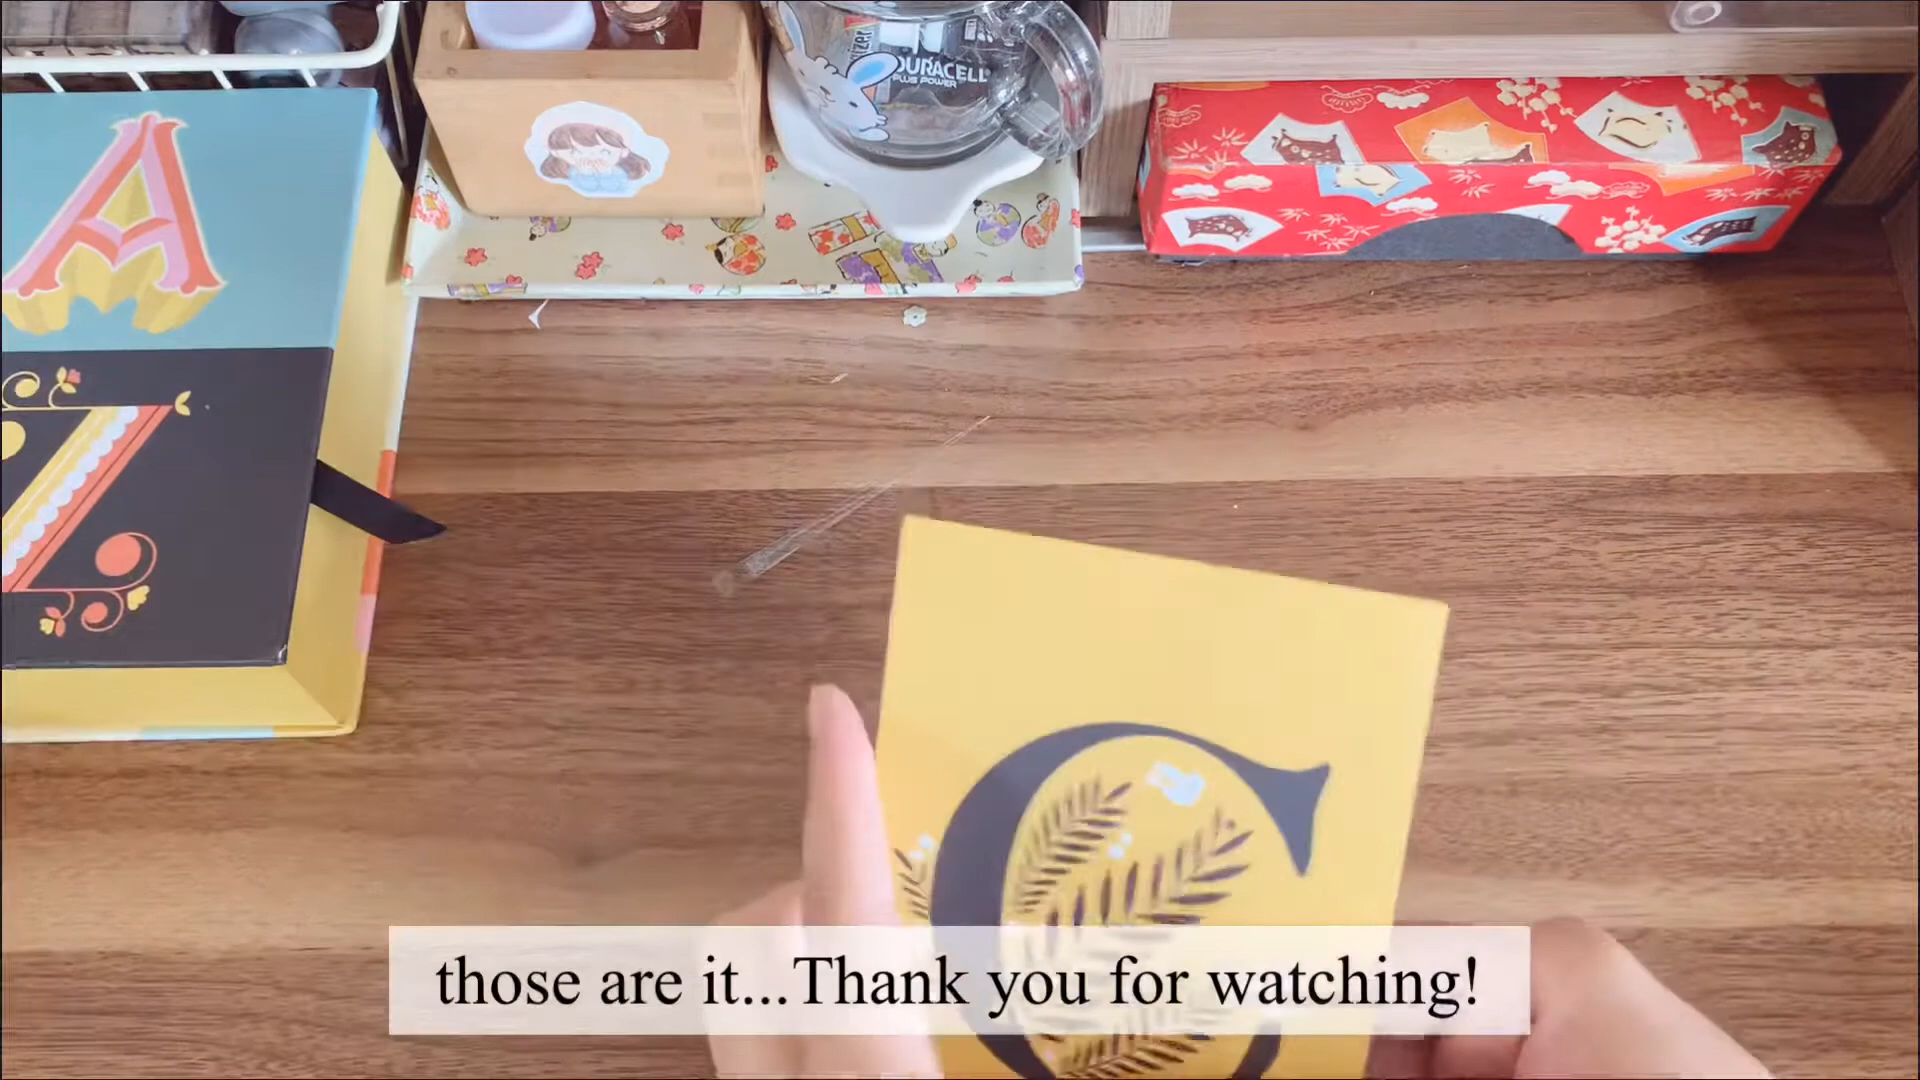 DURACELL
PLUS POWER
A
Z
C
those are it...Thank you for watching!